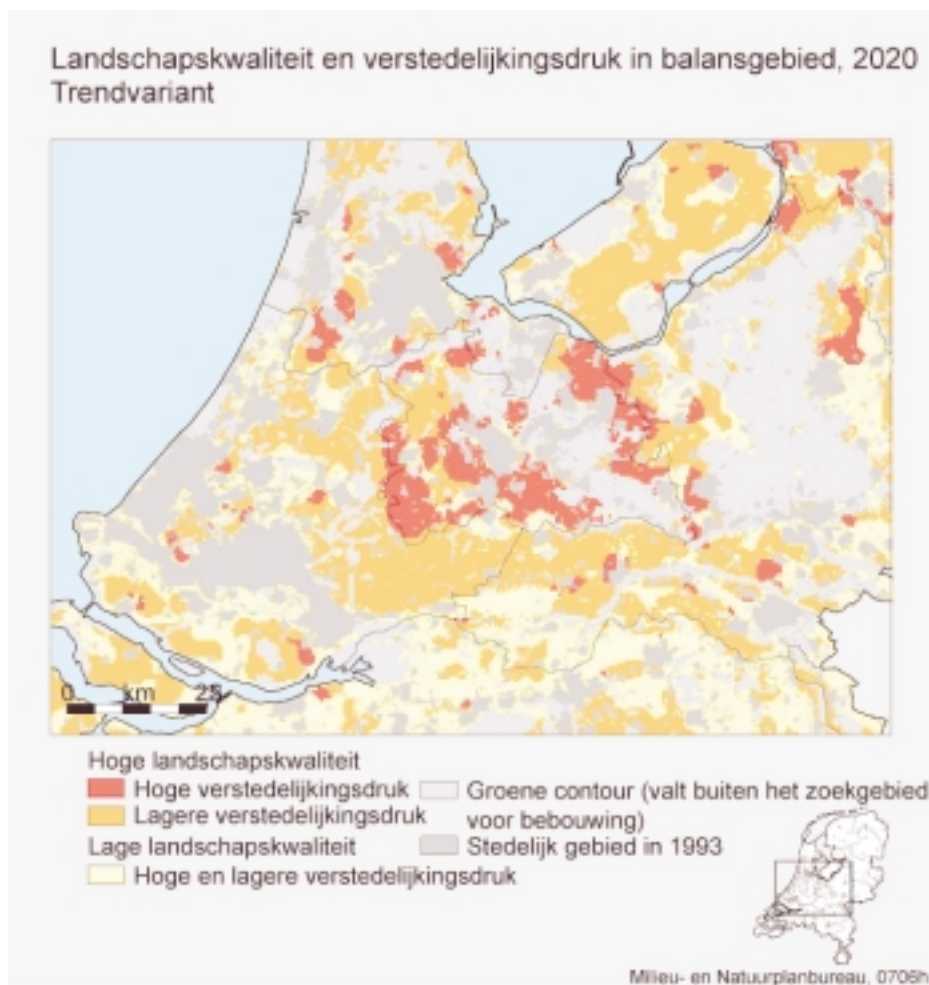 Landschapskwaliteit en verstedelijkingsdruk in balansgebied, 2020
Trendvariant
0 km 25
Hoge landschapskwaliteit
Hoge verstedelijkingsdruk
Lagere verstedelijkingsdruk
Lage landschapskwaliteit
Hoge en lagere verstedelijkingsdruk
Groene contour (valt buiten het zoekgebied
voor bebouwing)
Stedelijk gebied in 1993
Milieu- en Natuurplanbureau, 0706h